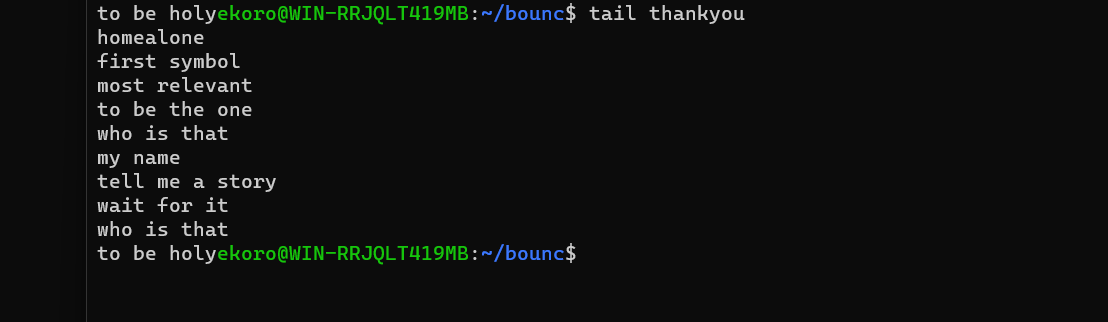 to be holyekoro@WIN-RRJQLT419MB:~/bounc$ tail thankyou
homealone
first symbol
most relevant
to be the one
who is that
my name
tell me a story
wait for it
who is that
to be holyekoro@WIN-RRJQLT419MB:~/bounc$